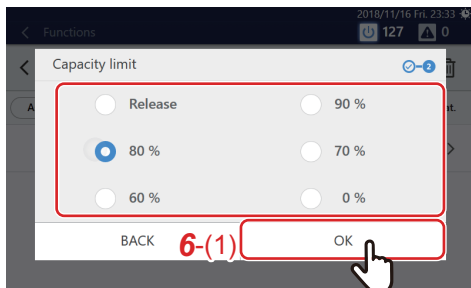 2018/11/16 Fri. 23:33
< Functions
127 0
Capacity limit
2
A
nt.
Release 90 %
80 % 70 %
60 % 0 %
BACK 6-(1) OK